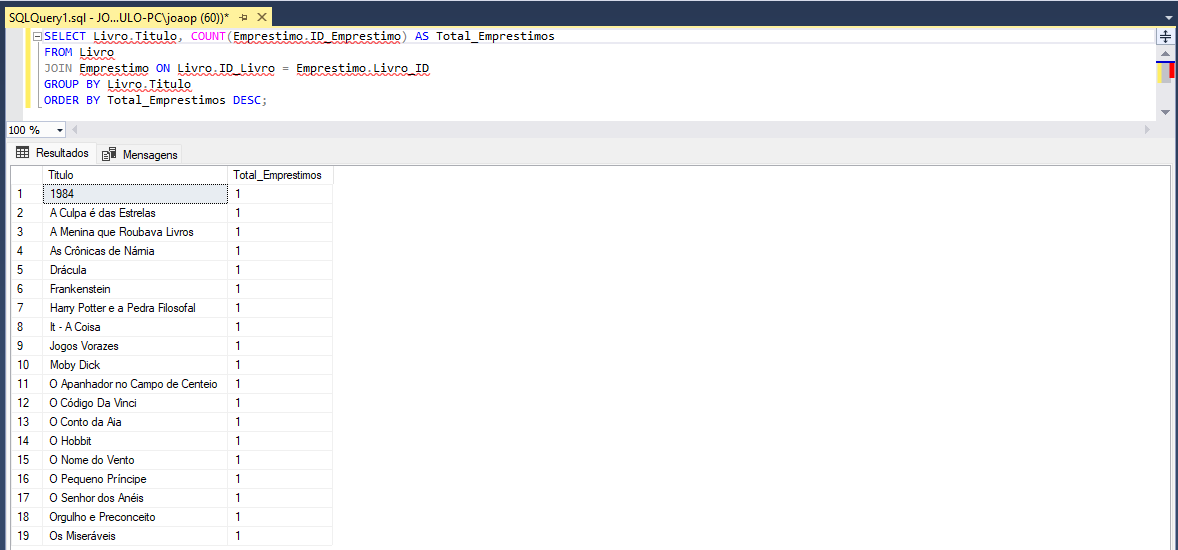 SQLQuery1.sql - JO...ULO-PC\joaop (60))*
SELECT Livro.Titulo, COUNT(Emprestimo.ID_Emprestimo) AS Total_Emprestimos
FROM Livro
JOIN Emprestimo ON Livro.ID_Livro = Emprestimo.Livro_ID
GROUP BY Livro.Titulo
ORDER BY Total_Emprestimos DESC;
100 %
Resultados Mensagens
Titulo Total_Emprestimos
1 1984 1
2 A Culpa é das Estrelas 1
3 A Menina que Roubava Livros 1
4 As Crônicas de Nárnia 1
5 Drácula 1
6 Frankenstein 1
7 Harry Potter e a Pedra Filosofal 1
8 It - A Coisa 1
9 Jogos Vorazes 1
10 Moby Dick 1
11 O Apanhador no Campo de Centeio 1
12 O Código Da Vinci 1
13 O Conto da Aia 1
14 O Hobbit 1
15 O Nome do Vento 1
16 O Pequeno Príncipe 1
17 O Senhor dos Anéis 1
18 Orgulho e Preconceito 1
19 Os Miseráveis 1